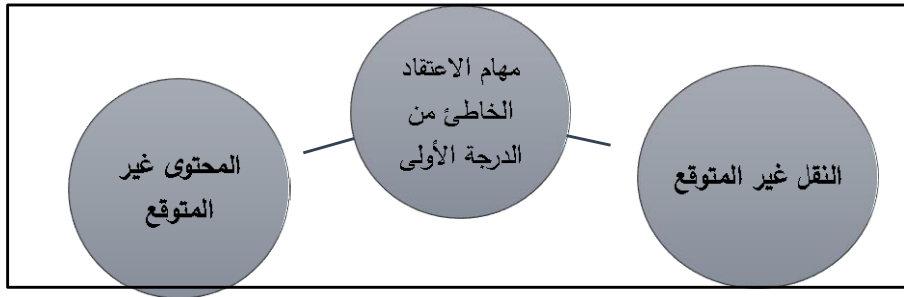 مهام الاعتقاد
الخاطئ من
الدرجة الأولى
النقل غير المتوقع
المحتوى غير
المتوقع